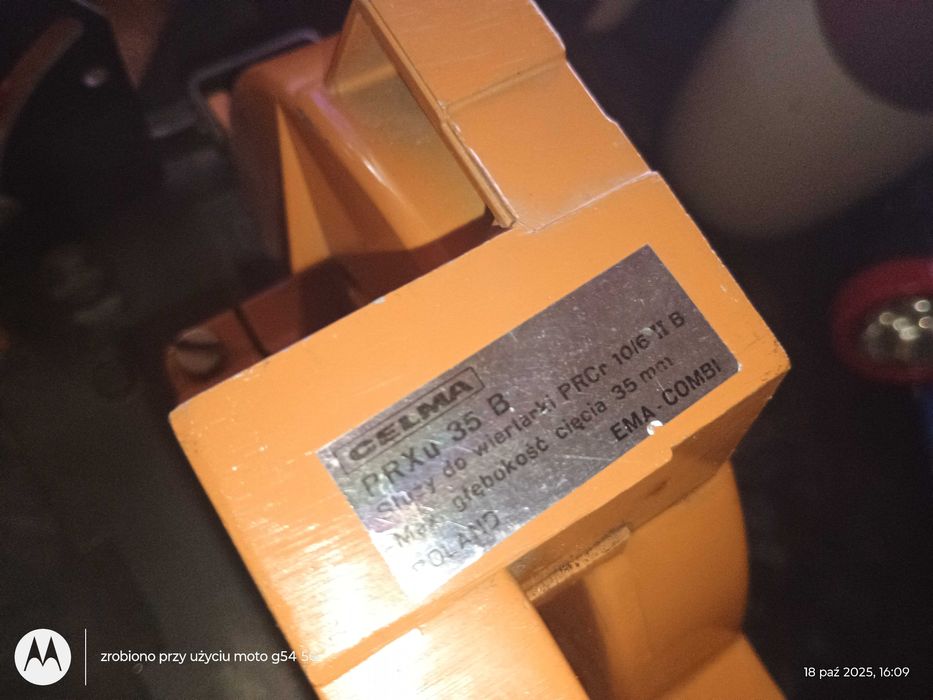 CELMA
PRXu 35 B
Służy do wiertarki PRCr 10/6 II B
Max. głębokość cięcia 35 mm
POLAND
EMA-COMBI
zrobiono przy użyciu moto g54
18 paź 2025, 16:09